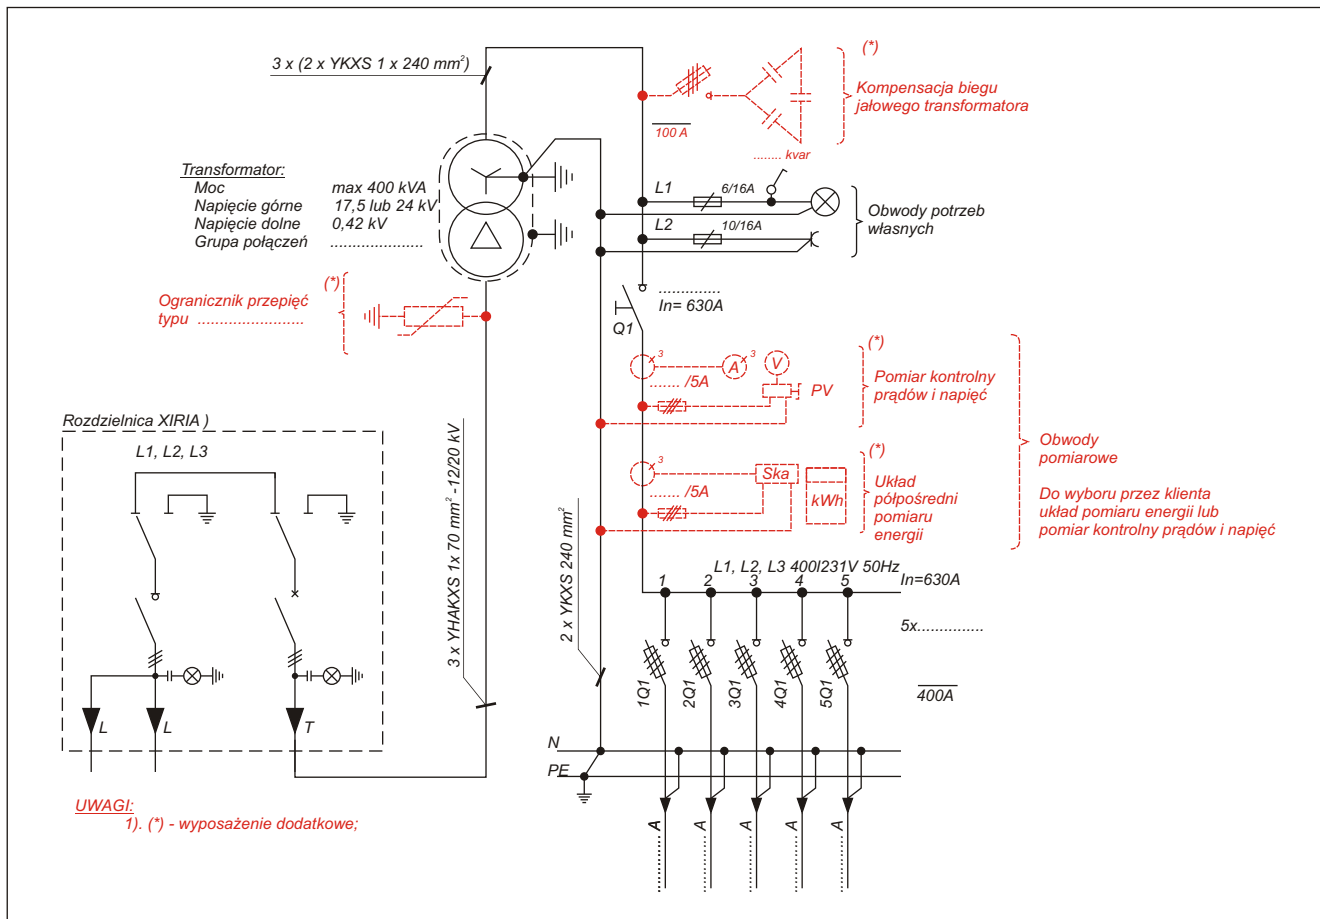 3 x (2 x YKXS 1 x 240 mm²)
(*)
Kompensacja biegu
jałowego transformatora
100 A
........ kvar
Transformator:
Moc max 400 kVA
Napięcie górne 17,5 lub 24 kV
Napięcie dolne 0,42 kV
Grupa połączeń .....................
L1
6/16A
L2
10/16A
Obwody potrzeb
własnych
(*)
Ogranicznik przepięć
typu ........................
..............
In= 630A
Q1
3
A
3
V
....... /5A
PV
(*)
Pomiar kontrolny
prądów i napięć
Rozdzielnica XIRIA )
L1, L2, L3
3
Ska
kWh
....... /5A
(*)
Układ
półpośredni
pomiaru
energii
Obwody
pomiarowe
Do wyboru przez klienta
układ pomiaru energii lub
pomiar kontrolny prądów i napięć
3 x YHAKXS 1x 70 mm² -12/20 kV
2 x YKXS 240 mm²
L1, L2, L3 400I231V 50Hz
In=630A
1 2 3 4 5
5x...............
400A
1Q1 2Q1 3Q1 4Q1 5Q1
L L T
N
PE
A A A A A
UWAGI:
1). (*) - wyposażenie dodatkowe;